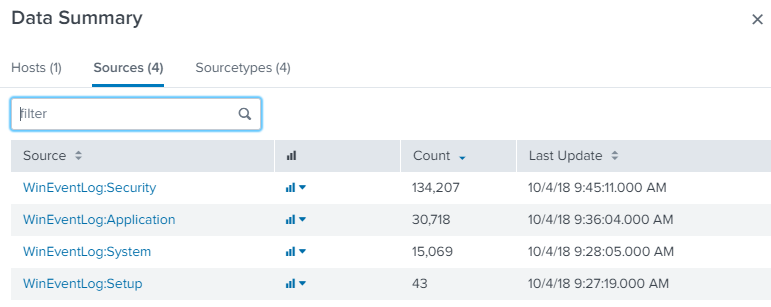 Data Summary
Hosts (1) Sources (4) Sourcetypes (4)
filter
Source Count Last Update
WinEventLog:Security 134,207 10/4/18 9:45:11.000 AM
WinEventLog:Application 30,718 10/4/18 9:36:04.000 AM
WinEventLog:System 15,069 10/4/18 9:28:05.000 AM
WinEventLog:Setup 43 10/4/18 9:27:19.000 AM